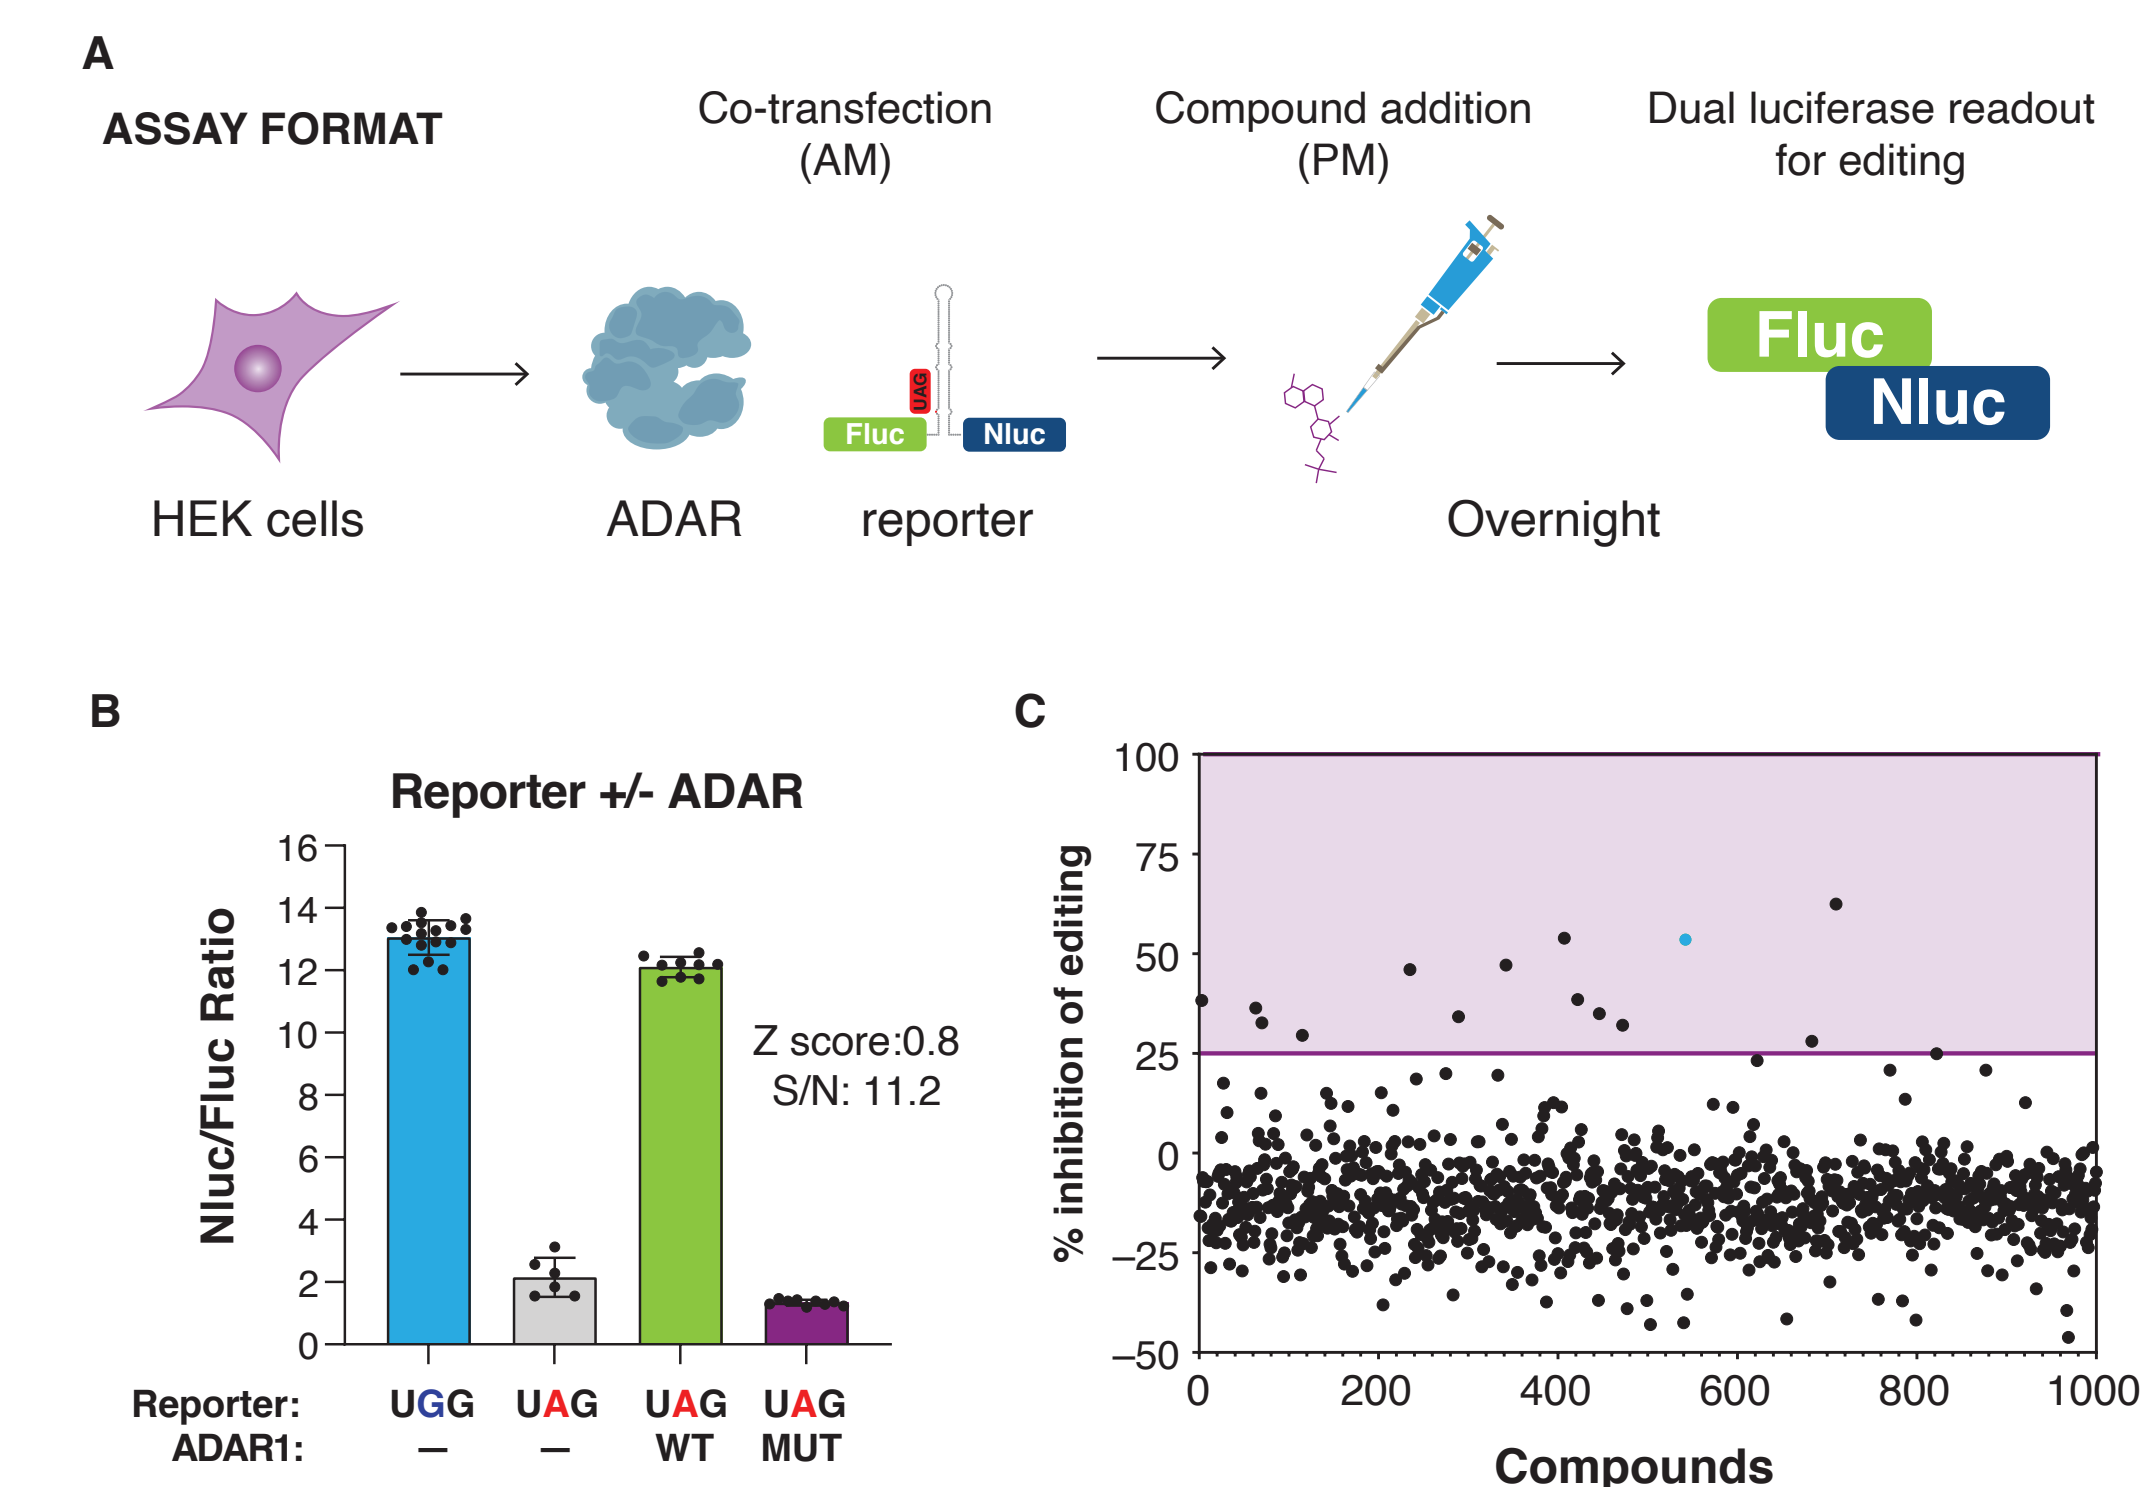 A
ASSAY FORMAT
Co-transfection
(AM)
Compound addition
(PM)
Dual luciferase readout
for editing
UAG
Fluc
Nluc
Fluc
Nluc
HEK cells
ADAR
reporter
Overnight
B
Reporter +/- ADAR
16
14
12
10
8
6
4
2
0
Nluc/Fluc Ratio
Z score:0.8
S/N: 11.2
Reporter: UGG UAG UAG UAG
ADAR1: – – WT MUT
C
100
75
50
25
0
–25
–50
% inhibition of editing
0 200 400 600 800 1000
Compounds